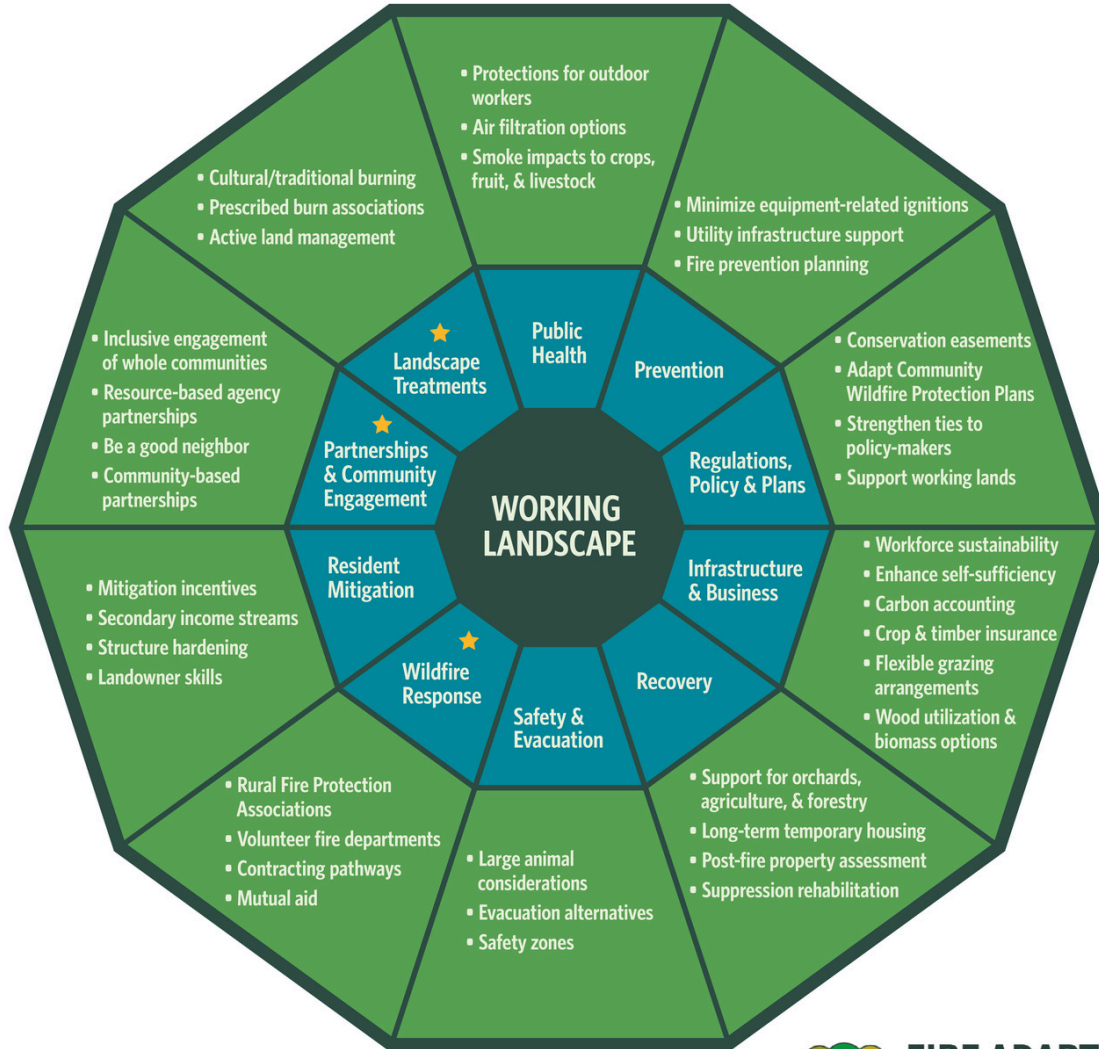 • Protections for outdoor
workers
• Air filtration options
• Smoke impacts to crops,
fruit, & livestock
• Cultural/traditional burning
• Prescribed burn associations
• Active land management
• Minimize equipment-related ignitions
• Utility infrastructure support
• Fire prevention planning
• Inclusive engagement
of whole communities
• Resource-based agency
partnerships
• Be a good neighbor
• Community-based
partnerships
Landscape
Treatments
Public
Health
Prevention
• Conservation easements
• Adapt Community
Wildfire Protection Plans
• Strengthen ties to
policy-makers
• Support working lands
Partnerships
& Community
Engagement
Regulations,
Policy & Plans
WORKING
LANDSCAPE
Resident
Mitigation
Infrastructure
& Business
• Mitigation incentives
• Secondary income streams
• Structure hardening
• Landowner skills
• Workforce sustainability
• Enhance self-sufficiency
• Carbon accounting
• Crop & timber insurance
• Flexible grazing
arrangements
• Wood utilization &
biomass options
Wildfire
Response
Safety &
Evacuation
Recovery
• Rural Fire Protection
Associations
• Volunteer fire departments
• Contracting pathways
• Mutual aid
• Large animal
considerations
• Evacuation alternatives
• Safety zones
• Support for orchards,
agriculture, & forestry
• Long-term temporary housing
• Post-fire property assessment
• Suppression rehabilitation
FIRE ADAPT